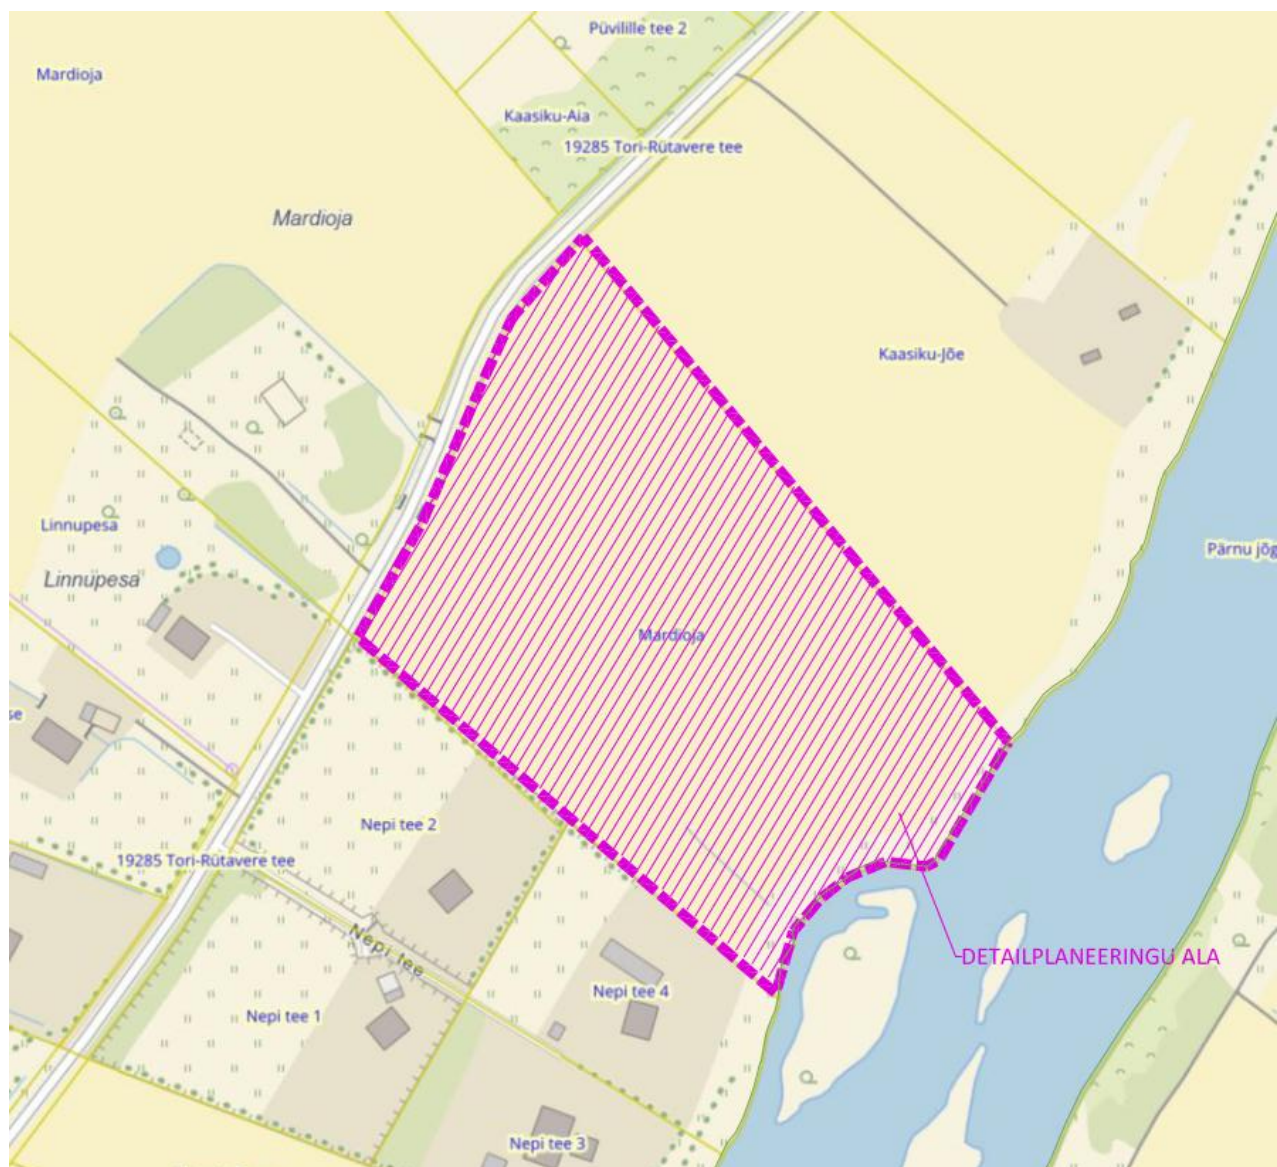 Püvilille tee 2
Mardioja
Kaasiku-Aia
19285 Tori-Rütavere tee
Mardioja
Kaasiku-Jõe
Linnupesa
Pärnu jõg
Linnupesa
Mardioja
se
Nepi tee 2
19285 Tori-Rütavere tee
Nepi tee
DETAILPLANEERINGU ALA
Nepi tee 4
Nepi tee 1
Nepi tee 3